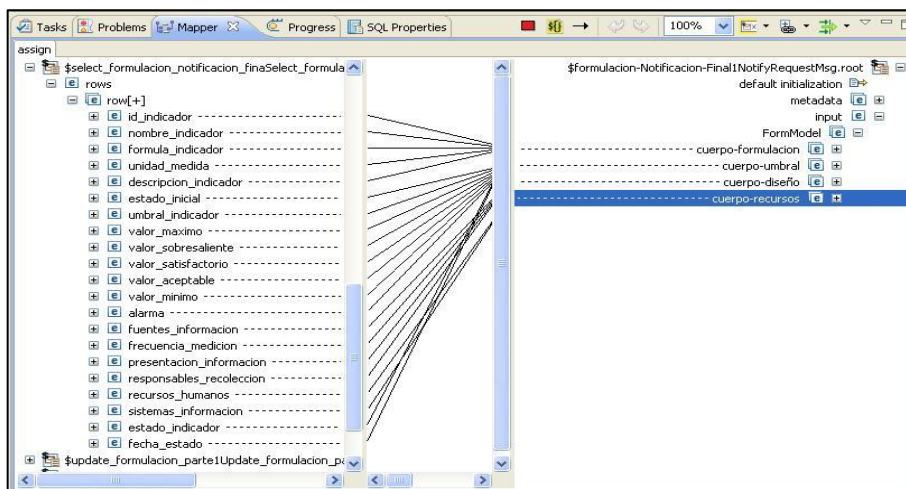 Tasks Problems Mapper Progress SQL Properties 100%
assign
$select_formulacion_notificacion_finaSelect_formula
rows
row[+]
id_indicador
nombre_indicador
formula_indicador
unidad_medida
descripcion_indicador
estado_inicial
umbral_indicador
valor_maximo
valor_sobresaliente
valor_satisfactorio
valor_aceptable
valor_minimo
alarma
fuentes_informacion
frecuencia_medicion
presentacion_informacion
responsables_recoleccion
recursos_humanos
sistemas_informacion
estado_indicador
fecha_estado
$update_formulacion_parte1Update_formulacion_pa
$formulacion-Notificacion-Final1NotifyRequestMsg.root
default initialization
metadata
input
FormModel
cuerpo-formulacion
cuerpo-umbral
cuerpo-diseño
cuerpo-recursos